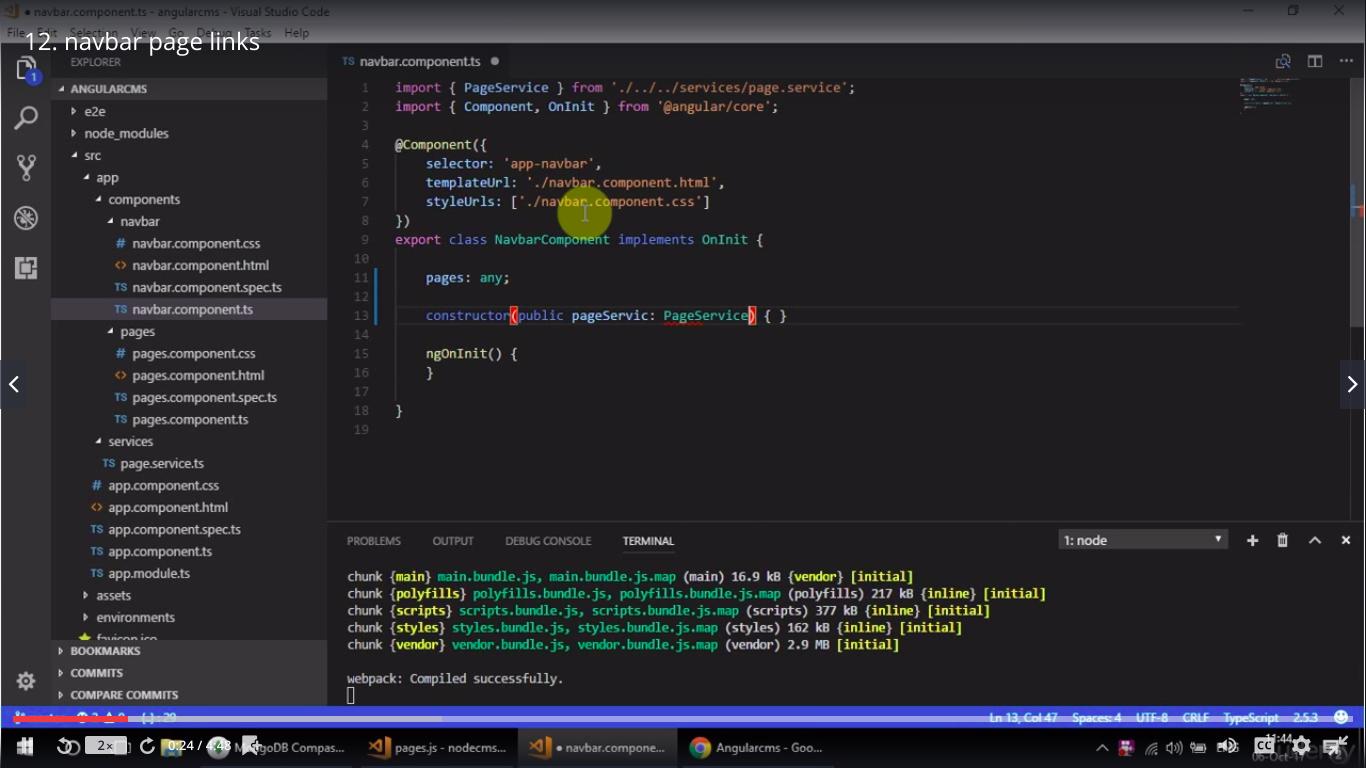 navbar.component.ts - angularcms - Visual Studio Code
File Edit Selection View Go Debug Tasks Help
12. navbar page links
EXPLORER
1
ANGULARCMS
e2e
node_modules
src
app
components
navbar
# navbar.component.css
<> navbar.component.html
TS navbar.component.spec.ts
TS navbar.component.ts
pages
# pages.component.css
<> pages.component.html
TS pages.component.spec.ts
TS pages.component.ts
services
TS page.service.ts
# app.component.css
<> app.component.html
TS app.component.spec.ts
TS app.component.ts
TS app.module.ts
assets
environments
favicon.ico
BOOKMARKS
COMMITS
COMPARE COMMITS
TS navbar.component.ts
1 import { PageService } from './../../services/page.service';
2 import { Component, OnInit } from '@angular/core';
3
4 @Component({
5 selector: 'app-navbar',
6 templateUrl: './navbar.component.html',
7 styleUrls: ['./navbar.component.css']
8 })
9 export class NavbarComponent implements OnInit {
10
11 pages: any;
12
13 constructor(public pageServic: PageService) { }
14
15 ngOnInit() {
16 }
17
18 }
19
PROBLEMS OUTPUT DEBUG CONSOLE TERMINAL 1: node
chunk {main} main.bundle.js, main.bundle.js.map (main) 16.9 kB {vendor} [initial]
chunk {polyfills} polyfills.bundle.js, polyfills.bundle.js.map (polyfills) 217 kB {inline} [initial]
chunk {scripts} scripts.bundle.js, scripts.bundle.js.map (scripts) 377 kB {inline} [initial]
chunk {styles} styles.bundle.js, styles.bundle.js.map (styles) 162 kB {inline} [initial]
chunk {vendor} vendor.bundle.js, vendor.bundle.js.map (vendor) 2.9 MB [initial]
webpack: Compiled successfully.
Ln 13, Col 47 Spaces: 4 UTF-8 CRLF TypeScript 2.5.3
2x 0:24 / 4:48 Compas... pages.js - nodecms... navbar.compone... Angularcms - Goo... CC 11:44
06-Oct-17